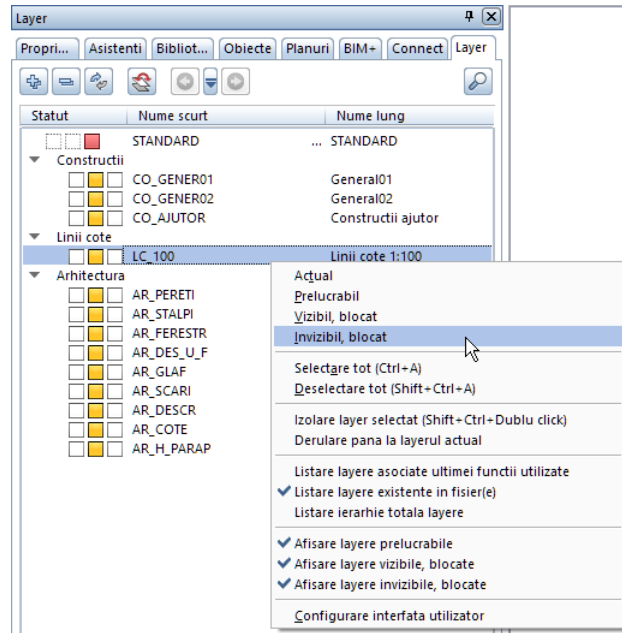 Layer
Propri... Asistenti Bibliot... Obiecte Planuri BIM+ Connect Layer
Statut Nume scurt Nume lung
STANDARD ... STANDARD
Constructii
CO_GENER01 General01
CO_GENER02 General02
CO_AJUTOR Constructii ajutor
Linii cote
LC_100 Linii cote 1:100
Arhitectura
AR_PERETI
AR_STALPI
AR_FERESTR
AR_DES_U_F
AR_GLAF
AR_SCARI
AR_DESCR
AR_COTE
AR_H_PARAP
Actual
Prelucrabil
Vizibil, blocat
Invizibil, blocat
Selectare tot (Ctrl+A)
Deselectare tot (Shift+Ctrl+A)
Izolare layer selectat (Shift+Ctrl+Dublu click)
Derulare pana la layerul actual
Listare layere asociate ultimei functii utilizate
Listare layere existente in fisier(e)
Listare ierarhie totala layere
Afisare layere prelucrabile
Afisare layere vizibile, blocate
Afisare layere invizibile, blocate
Configurare interfata utilizator